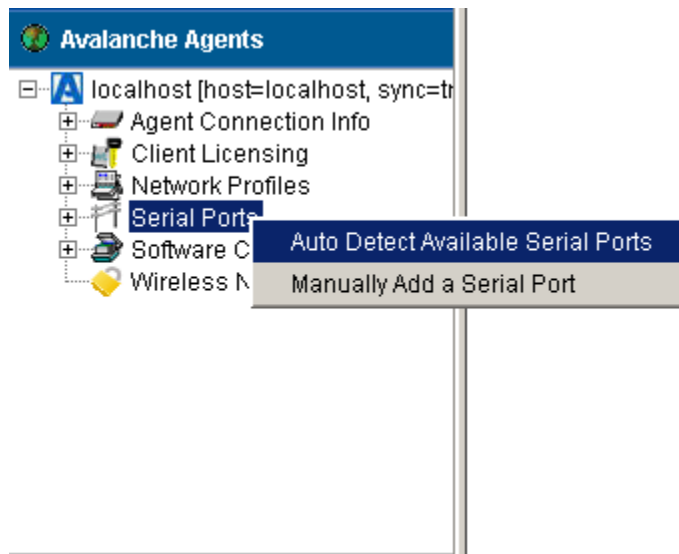 Avalanche Agents
localhost [host=localhost, sync=tr
Agent Connection Info
Client Licensing
Network Profiles
Serial Ports
Auto Detect Available Serial Ports
Software C
Manually Add a Serial Port
Wireless N